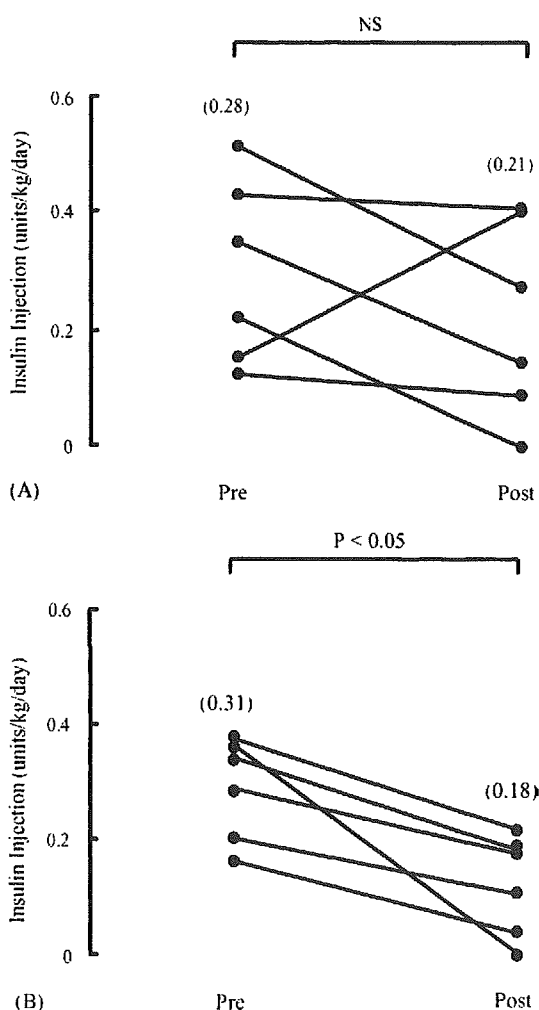 NS
0.6
(0.28)
(0.21)
0.4
0.2
0
Insulin Injection (units/kg/day)
(A)
Pre
Post
P < 0.05
0.6
(0.31)
0.4
(0.18)
0.2
0
Insulin Injection (units/kg/day)
(B)
Pre
Post